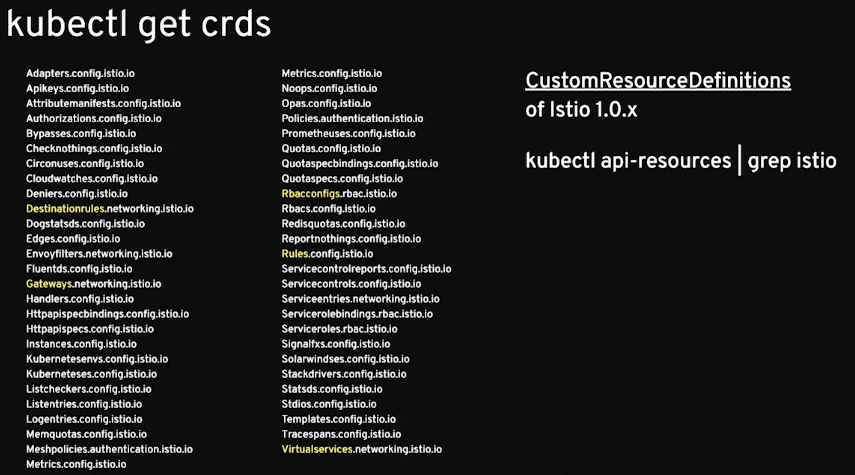 kubectl get crds
Adapters.config.istio.io
Apikeys.config.istio.io
Attributemanifests.config.istio.io
Authorizations.config.istio.io
Bypasses.config.istio.io
Checknothings.config.istio.io
Circonuses.config.istio.io
Cloudwatches.config.istio.io
Deniers.config.istio.io
Destinationrules.networking.istio.io
Dogstatsds.config.istio.io
Edges.config.istio.io
Envoyfilters.networking.istio.io
Fluentds.config.istio.io
Gateways.networking.istio.io
Handlers.config.istio.io
Httpapispecbindings.config.istio.io
Httpapispecs.config.istio.io
Instances.config.istio.io
Kubernetesenvs.config.istio.io
Kuberneteses.config.istio.io
Listcheckers.config.istio.io
Listentries.config.istio.io
Logentries.config.istio.io
Memquotas.config.istio.io
Meshpolicies.authentication.istio.io
Metrics.config.istio.io
Metrics.config.istio.io
Noops.config.istio.io
Opas.config.istio.io
Policies.authentication.istio.io
Prometheuses.config.istio.io
Quotas.config.istio.io
Quotaspecbindings.config.istio.io
Quotaspecs.config.istio.io
Rbacconfigs.rbac.istio.io
Rbacs.config.istio.io
Redisquotas.config.istio.io
Reportnothings.config.istio.io
Rules.config.istio.io
Servicecontrolreports.config.istio.io
Servicecontrols.config.istio.io
Serviceentries.networking.istio.io
Servicerolebindings.rbac.istio.io
Serviceroles.rbac.istio.io
Signalfxs.config.istio.io
Solarwindses.config.istio.io
Stackdrivers.config.istio.io
Statsds.config.istio.io
Stdios.config.istio.io
Templates.config.istio.io
Tracespans.config.istio.io
Virtualservices.networking.istio.io
CustomResourceDefinitions
of Istio 1.0.x
kubectl api-resources | grep istio